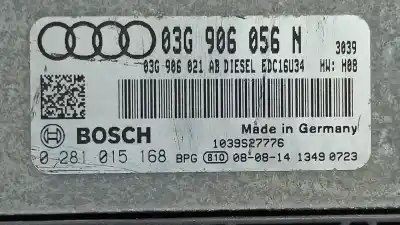 03G 906 056 N 3039
03G 906 021 AB DIESEL EDC16U34 HW: H08
BOSCH
Made in Germany
1039S27776
0 281 015 168 BPG 810 08-08-14 1349 0723